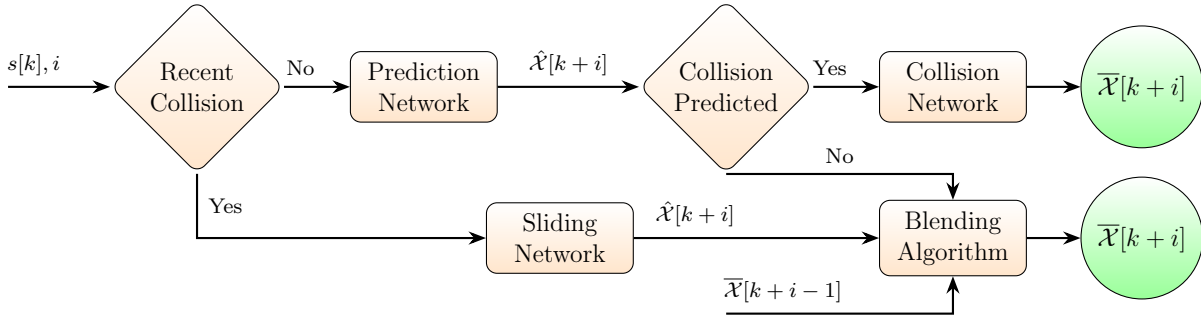 s[k], i
Recent
Collision
No
Prediction
Network
𝒳̂[k + i]
Collision
Predicted
Yes
Collision
Network
𝒳̅[k + i]
No
Yes
Sliding
Network
𝒳̂[k + i]
Blending
Algorithm
𝒳̅[k + i]
𝒳̅[k + i − 1]